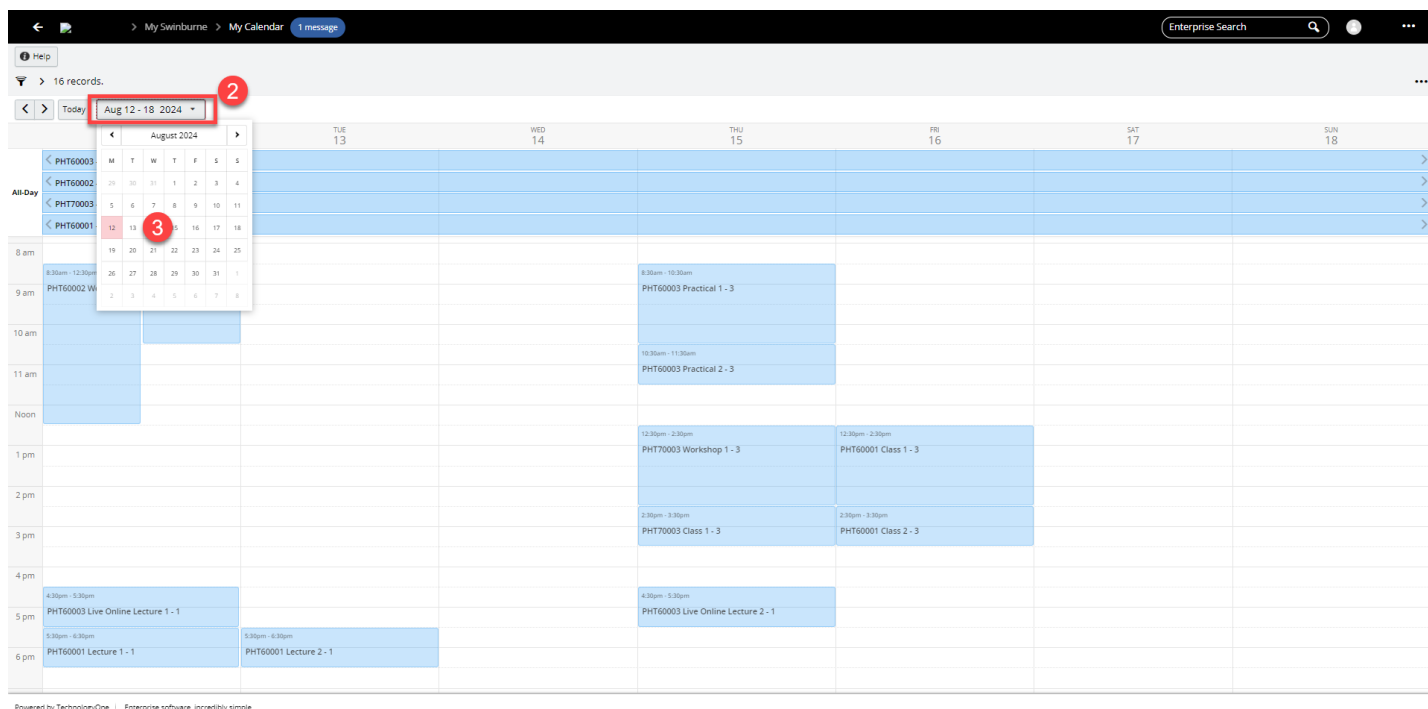 My Swinburne > My Calendar 1 message Enterprise Search
Help
> 16 records.
2
Today Aug 12 - 18 2024
August 2024
TUE 13 WED 14 THU 15 FRI 16 SAT 17 SUN 18
M T W T F S S
29 30 31 1 2 3 4
5 6 7 8 9 10 11
12 13 3 15 16 17 18
19 20 21 22 23 24 25
26 27 28 29 30 31 1
2 3 4 5 6 7 8
All-Day
PHT60003
PHT60002
PHT70003
PHT60001
8 am
9 am
10 am
11 am
Noon
1 pm
2 pm
3 pm
4 pm
5 pm
6 pm
8:30am - 12:30pm
PHT60002
4:30pm - 5:30pm
PHT60003 Live Online Lecture 1 - 1
5:30pm - 6:30pm
PHT60001 Lecture 1 - 1
5:30pm - 6:30pm
PHT60001 Lecture 2 - 1
8:30am - 10:30am
PHT60003 Practical 1 - 3
10:30am - 11:30am
PHT60003 Practical 2 - 3
12:30pm - 2:30pm
PHT70003 Workshop 1 - 3
2:30pm - 3:30pm
PHT70003 Class 1 - 3
4:30pm - 5:30pm
PHT60003 Live Online Lecture 2 - 1
12:30pm - 2:30pm
PHT60001 Class 1 - 3
2:30pm - 3:30pm
PHT60001 Class 2 - 3
Powered by TechnologyOne | Enterprise software, incredibly simple